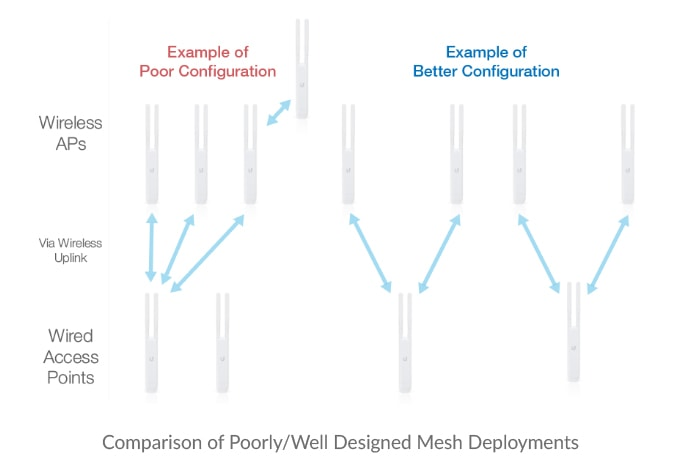 Example of
Poor Configuration
Example of
Better Configuration
Wireless
APs
Via Wireless
Uplink
Wired
Access
Points
Comparison of Poorly/Well Designed Mesh Deployments